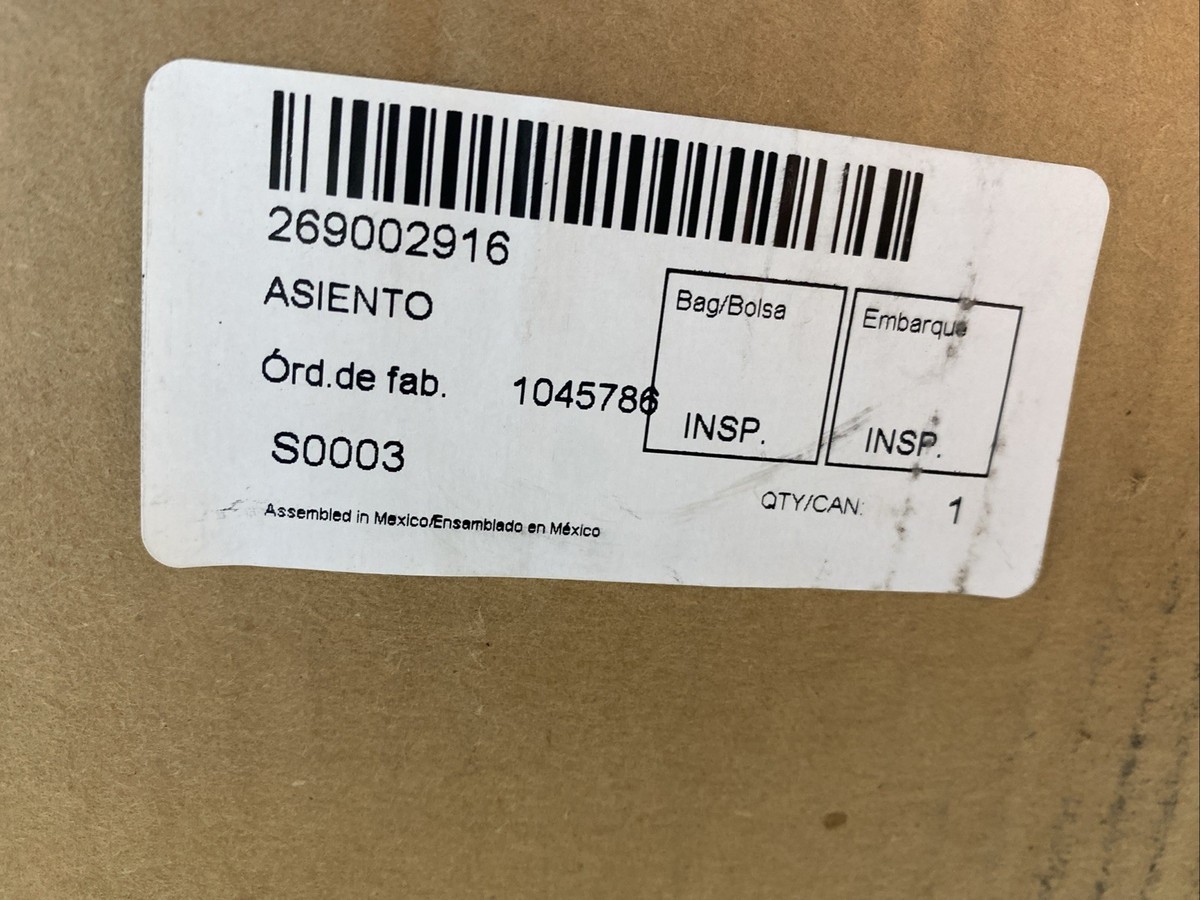 269002916
ASIENTO
Órd.de fab. 1045786
S0003
Assembled in Mexico/Ensamblado en México
Bag/Bolsa
INSP.
Embarque
INSP.
QTY/CAN: 1